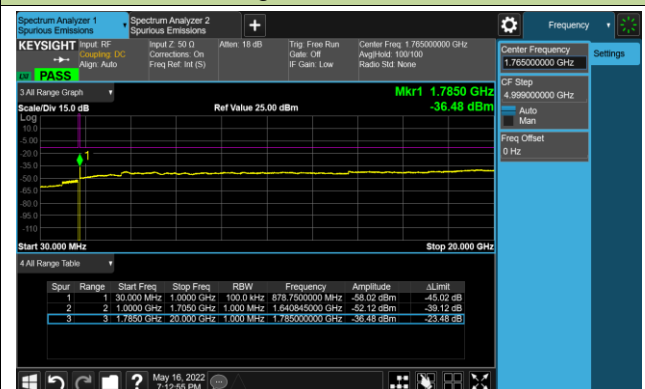 Spectrum Analyzer 1
Spurious Emissions
Spectrum Analyzer 2
Spurious Emissions
Frequency
KEYSIGHT Input: RF
Coupling: DC
Align: Auto
Input Z: 50 Ω
Corrections: On
Freq Ref: Int (S)
Atten: 18 dB
Trig: Free Run
Gate: Off
IF Gain: Low
Center Freq: 1.765000000 GHz
Avg|Hold: 100/100
Radio Std: None
PASS
Center Frequency
1.765000000 GHz
Settings
CF Step
4.999000000 GHz
Auto
Man
Freq Offset
0 Hz
3 All Range Graph
Mkr1 1.7850 GHz
Scale/Div 15.0 dB
Ref Value 25.00 dBm
-36.48 dBm
Log
10.0
-5.00
-20.0
-35.0
-50.0
-65.0
-80.0
-95.0
-110
1
Start 30.000 MHz
Stop 20.000 GHz
4 All Range Table
Spur Range Start Freq Stop Freq RBW Frequency Amplitude ΔLimit
1 1 30.000 MHz 1.0000 GHz 100.0 kHz 878.7500000 MHz -58.02 dBm -45.02 dB
2 2 1.0000 GHz 1.7050 GHz 1.000 MHz 1.640845000 GHz -52.12 dBm -39.12 dB
3 3 1.7850 GHz 20.000 GHz 1.000 MHz 1.785000000 GHz -36.48 dBm -23.48 dB
May 16, 2022
7:12:55 PM